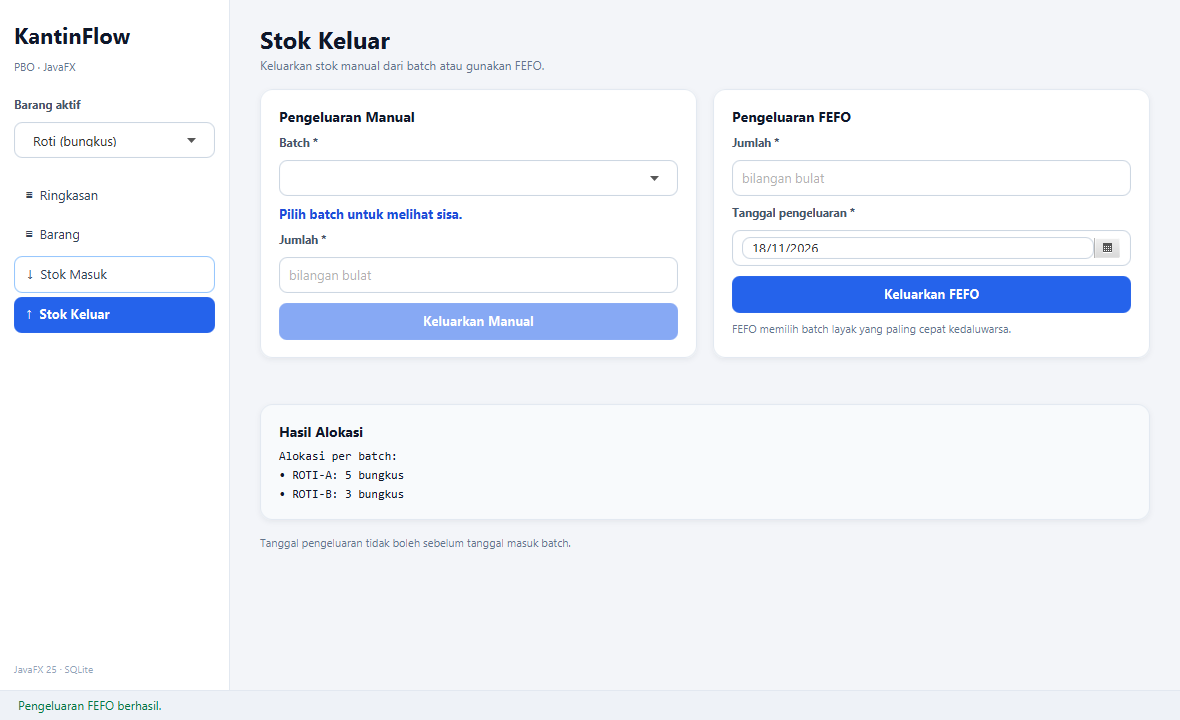 KantinFlow
PBO · JavaFX
Barang aktif
Roti (bungkus)
≡ Ringkasan
≡ Barang
↓ Stok Masuk
↑ Stok Keluar
JavaFX 25 · SQLite
Stok Keluar
Keluarkan stok manual dari batch atau gunakan FEFO.
Pengeluaran Manual
Batch *
Pilih batch untuk melihat sisa.
Jumlah *
bilangan bulat
Keluarkan Manual
Pengeluaran FEFO
Jumlah *
bilangan bulat
Tanggal pengeluaran *
18/11/2026
Keluarkan FEFO
FEFO memilih batch layak yang paling cepat kedaluwarsa.
Hasil Alokasi
Alokasi per batch:
• ROTI-A: 5 bungkus
• ROTI-B: 3 bungkus
Tanggal pengeluaran tidak boleh sebelum tanggal masuk batch.
Pengeluaran FEFO berhasil.